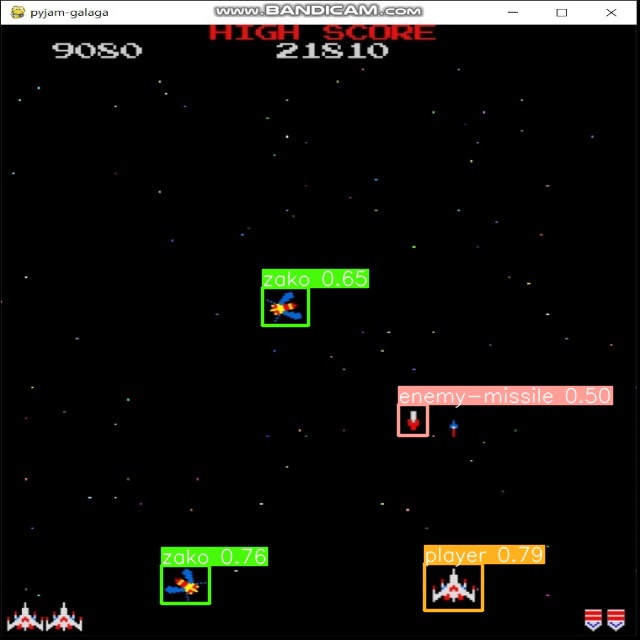 pyjam-galaga
www.BANDICAM.com
HIGH SCORE
9080 21810
zako 0.65
enemy-missile 0.50
zako 0.76
player 0.79